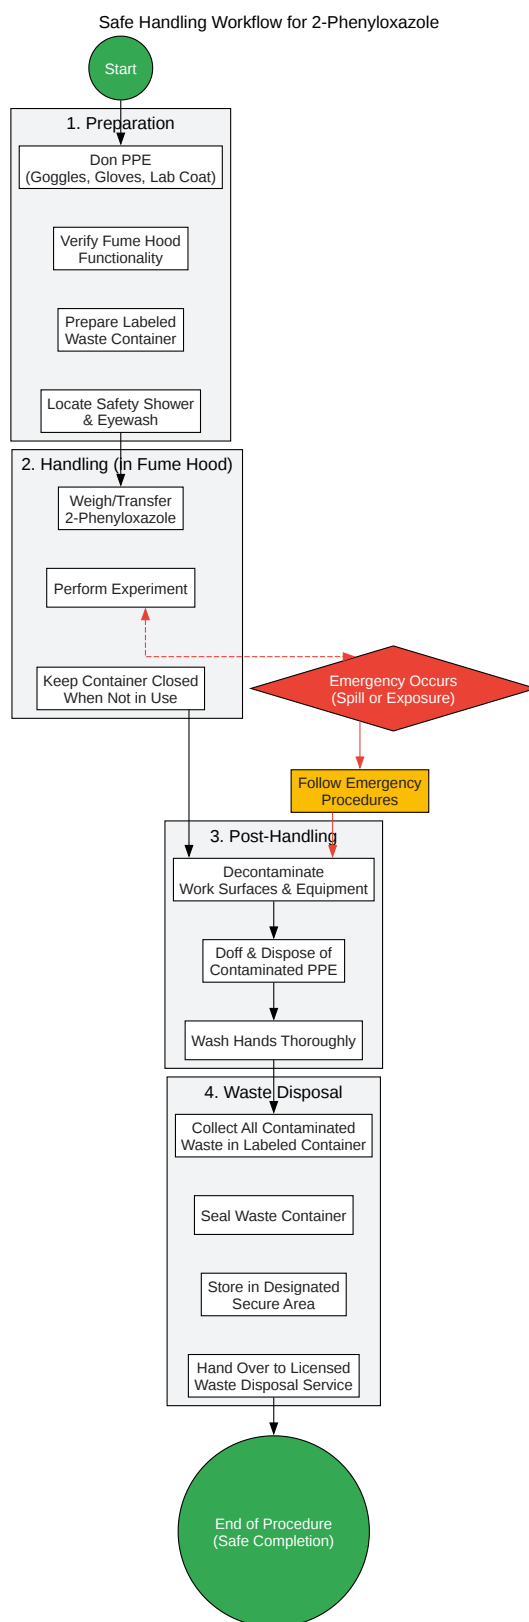 Safe Handling Workflow for 2-Phenyloxazole
Start
1. Preparation
Don PPE
(Goggles, Gloves, Lab Coat)
Verify Fume Hood
Functionality
Prepare Labeled
Waste Container
Locate Safety Shower
& Eyewash
2. Handling (in Fume Hood)
Weigh/Transfer
2-Phenyloxazole
Perform Experiment
Keep Container Closed
When Not in Use
Emergency Occurs
(Spill or Exposure)
Follow Emergency
Procedures
3. Post-Handling
Decontaminate
Work Surfaces & Equipment
Doff & Dispose of
Contaminated PPE
Wash Hands Thoroughly
4. Waste Disposal
Collect All Contaminated
Waste in Labeled Container
Seal Waste Container
Store in Designated
Secure Area
Hand Over to Licensed
Waste Disposal Service
End of Procedure
(Safe Completion)